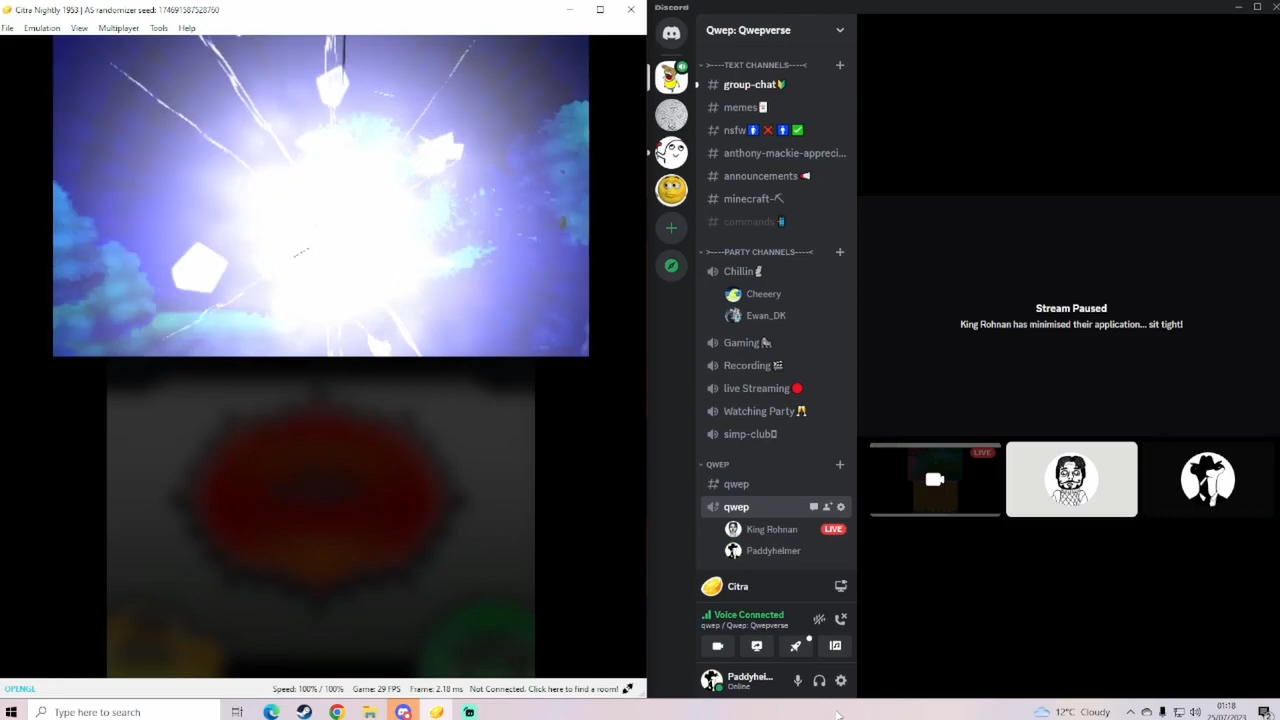 Citra Nightly 1953 | AS randomizer seed: 174691587528760
File Emulation View Multiplayer Tools Help
OPENGL
Speed: 100% / 100% Game: 29 FPS Frame: 2.18 ms Not Connected. Click here to find a room!
Discord
Qwep: Qwepverse
>----TEXT CHANNELS----<
group-chat
memes
nsfw
anthony-mackie-appreci...
announcements
minecraft-
commands
>----PARTY CHANNELS----<
Chillin
Cheeery
Ewan_DK
Gaming
Recording
live Streaming
Watching Party
simp-club
QWEP
qwep
qwep
King Rohnan LIVE
Paddyhelmer
Citra
Voice Connected
qwep / Qwep: Qwepverse
Paddyhei...
Online
Stream Paused
King Rohnan has minimised their application... sit tight!
LIVE
Type here to search
12°C Cloudy
01:18
25/07/2023